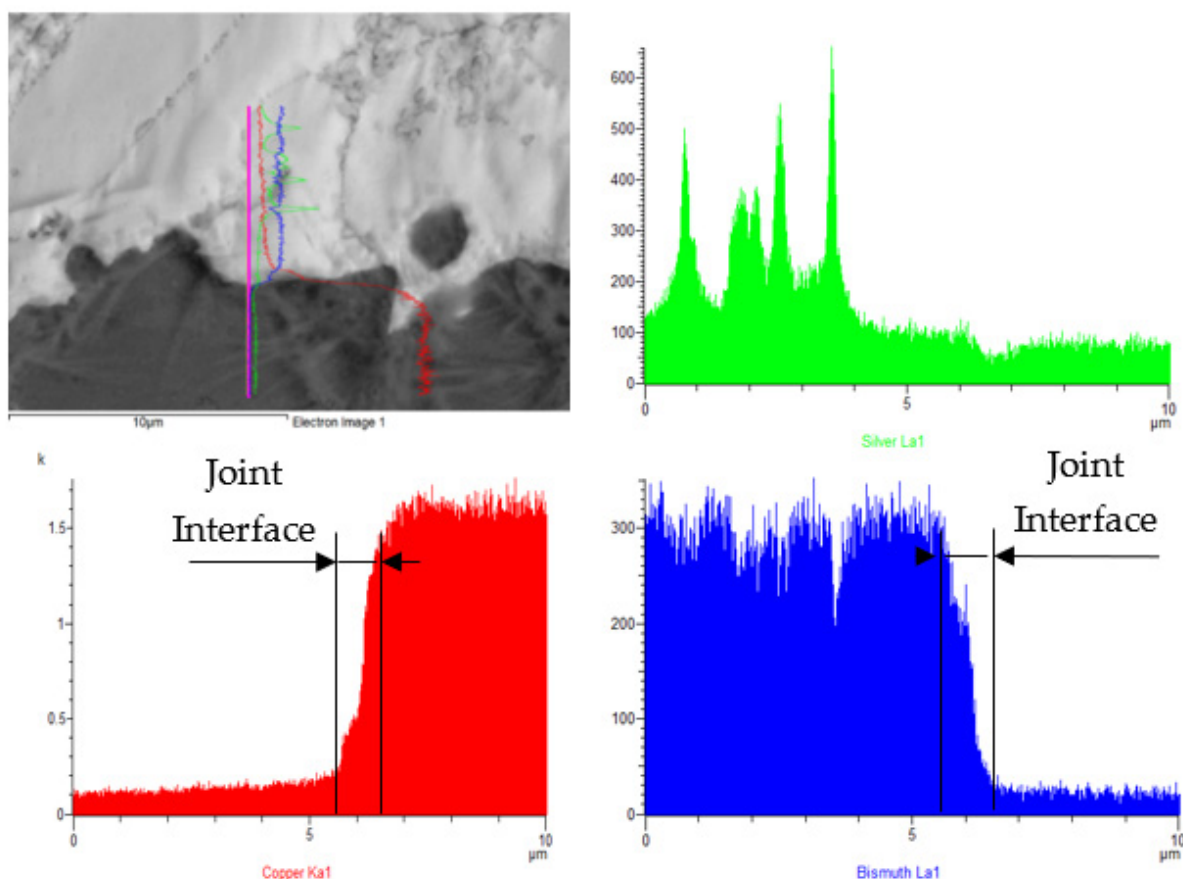 10µm
Electron Image 1
600
500
400
300
200
100
0
0
5
10
µm
Silver La1
k
1.5
1
0.5
0
0
5
10
µm
Joint
Interface
Copper Ka1
300
200
100
0
0
5
10
µm
Joint
Interface
Bismuth La1